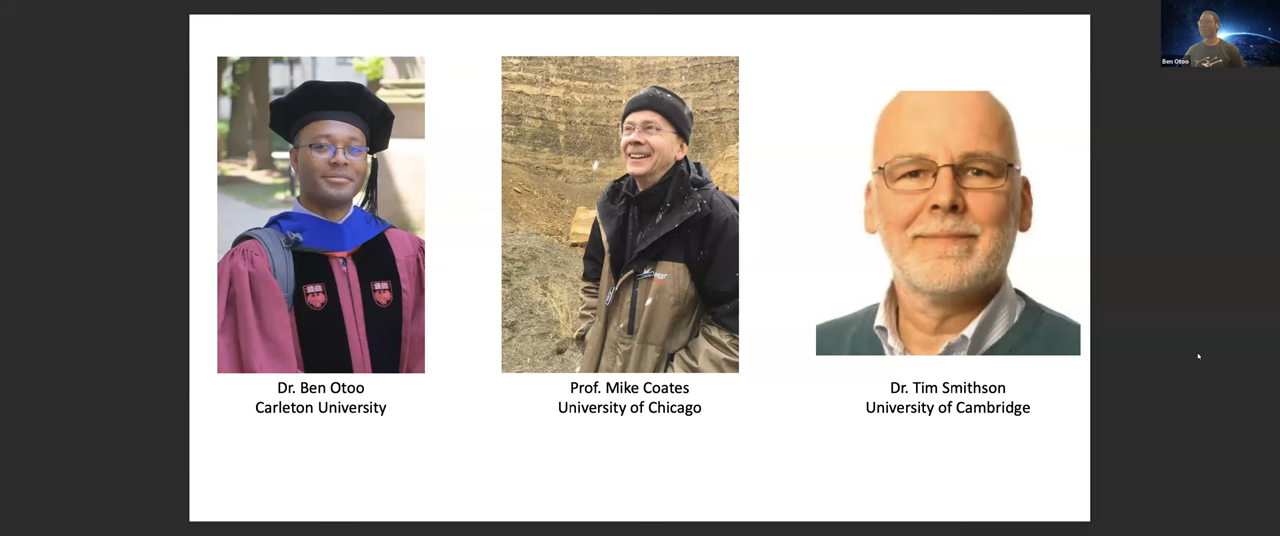 Ben Otoo
Dr. Ben Otoo
Carleton University
Prof. Mike Coates
University of Chicago
Dr. Tim Smithson
University of Cambridge